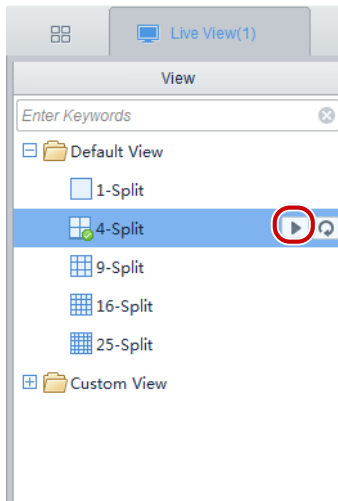 Live View(1)
View
Enter Keywords
Default View
1-Split
4-Split
9-Split
16-Split
25-Split
Custom View